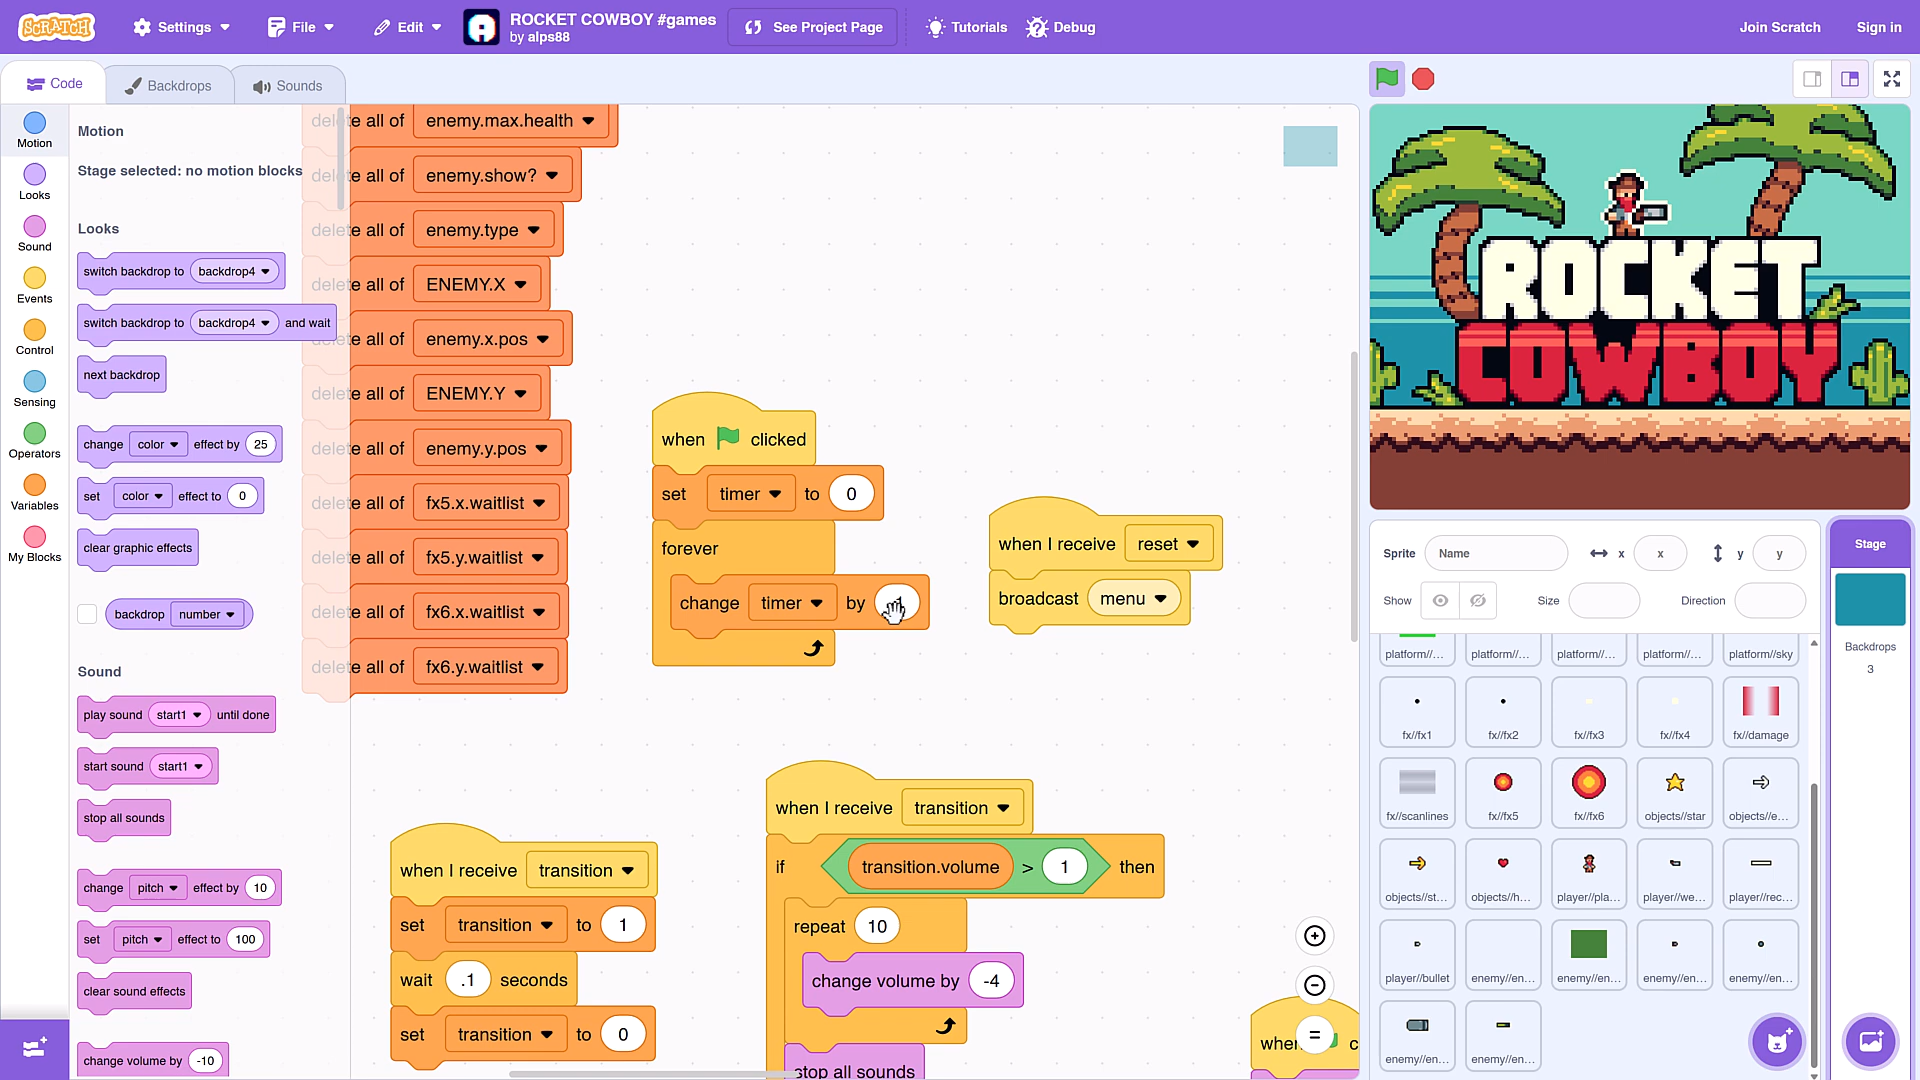 SCRATCH
Settings
File
Edit
ROCKET COWBOY #games
by alps88
See Project Page
Tutorials
Debug
Join Scratch
Sign in
Code
Backdrops
Sounds
Motion
Looks
Sound
Events
Control
Sensing
Operators
Variables
My Blocks
Motion
Stage selected: no motion blocks
Looks
switch backdrop to backdrop4
switch backdrop to backdrop4 and wait
next backdrop
change color effect by 25
set color effect to 0
clear graphic effects
backdrop number
Sound
play sound start1 until done
start sound start1
stop all sounds
change pitch effect by 10
set pitch effect to 100
clear sound effects
change volume by -10
delete all of enemy.max.health
delete all of enemy.show?
delete all of enemy.type
delete all of ENEMY.X
delete all of enemy.x.pos
delete all of ENEMY.Y
delete all of enemy.y.pos
delete all of fx5.x.waitlist
delete all of fx5.y.waitlist
delete all of fx6.x.waitlist
delete all of fx6.y.waitlist
when clicked
set timer to 0
forever
change timer by
when I receive reset
broadcast menu
when I receive transition
set transition to 1
wait .1 seconds
set transition to 0
when I receive transition
if transition.volume > 1 then
repeat 10
change volume by -4
stop all sounds
when c
ROCKET
COWBOY
Sprite Name x x y y
Show Size Direction
platform//... platform//... platform//... platform//... platform//sky
fx//fx1 fx//fx2 fx//fx3 fx//fx4 fx//damage
fx//scanlines fx//fx5 fx//fx6 objects//star objects//e...
objects//st... objects//h... player//pla... player//we... player//rec...
player//bullet enemy//en... enemy//en... enemy//en... enemy//en...
enemy//en... enemy//en...
Stage
Backdrops
3